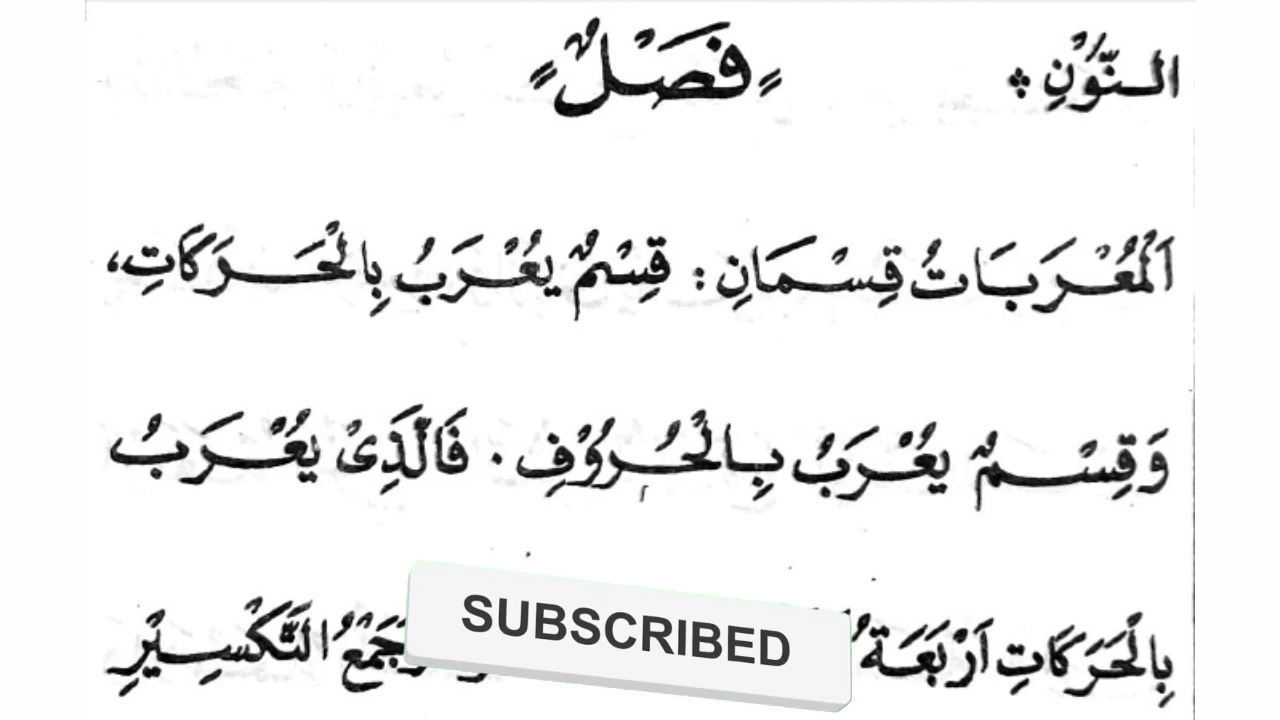 النُّوْنِ ❖ ⸗فَصْلٌ⸗
اَلْمُعْرَبَاتُ قِسْمَانِ : قِسْمٌ يُعْرَبُ بِالْحَرَكَاتِ،
وَقِسْمٌ يُعْرَبُ بِالْحُرُوْفِ . فَالَّذِىْ يُعْرَبُ
بِالْحَرَكَاتِ اَرْبَعَةُ وَجَمْعُ التَّكْسِيْرِ
SUBSCRIBED